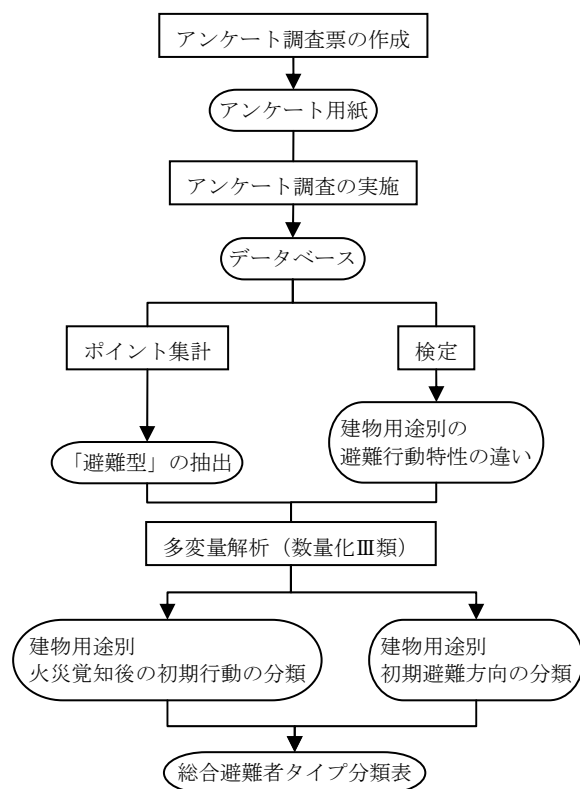 アンケート調査票の作成
アンケート用紙
アンケート調査の実施
データベース
ポイント集計
検定
「避難型」の抽出
建物用途別の
避難行動特性の違い
多変量解析（数量化Ⅲ類）
建物用途別
火災覚知後の初期行動の分類
建物用途別
初期避難方向の分類
総合避難者タイプ分類表